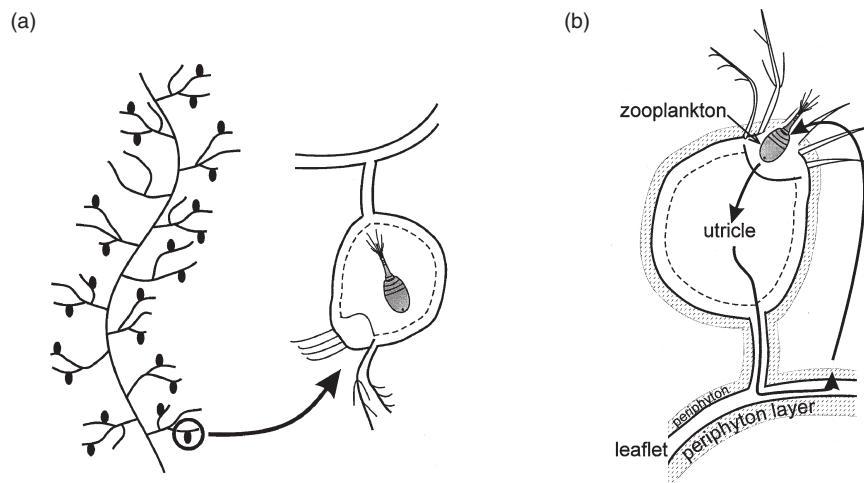 (a)
(b)
zooplankton
utricle
periphyton
periphyton layer
leaflet